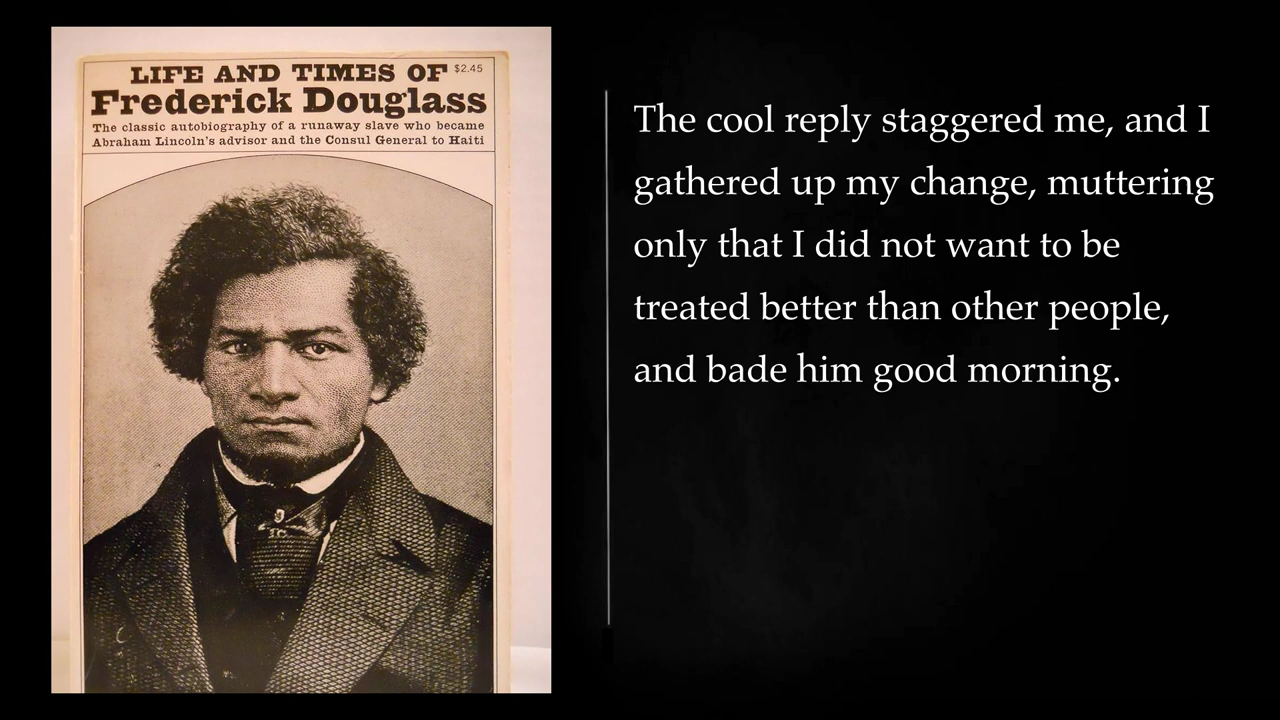 LIFE AND TIMES OF $2.45
Frederick Douglass
The classic autobiography of a runaway slave who became
Abraham Lincoln's advisor and the Consul General to Haiti
The cool reply staggered me, and I
gathered up my change, muttering
only that I did not want to be
treated better than other people,
and bade him good morning.